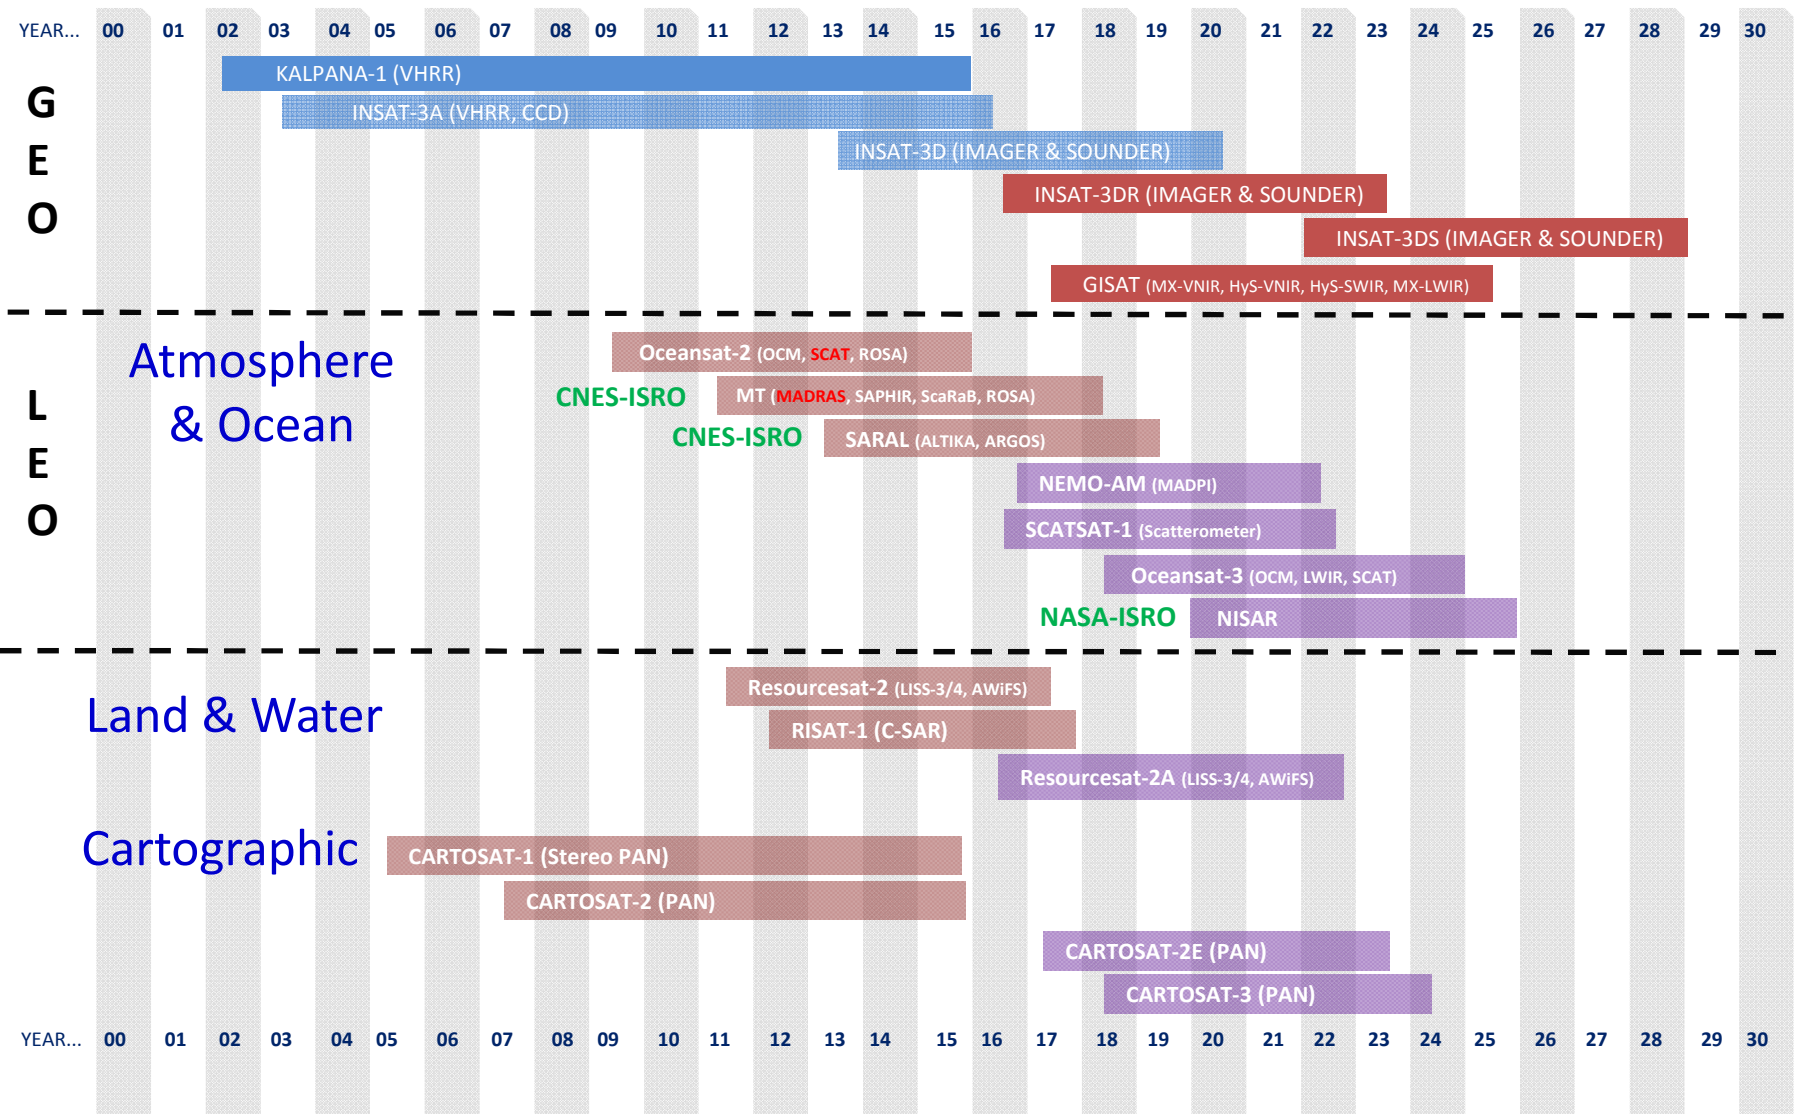 YEAR... 00 01 02 03 04 05 06 07 08 09 10 11 12 13 14 15 16 17 18 19 20 21 22 23 24 25 26 27 28 29 30
GEO
KALPANA-1 (VHRR)
INSAT-3A (VHRR, CCD)
INSAT-3D (IMAGER & SOUNDER)
INSAT-3DR (IMAGER & SOUNDER)
INSAT-3DS (IMAGER & SOUNDER)
GISAT (MX-VNIR, HyS-VNIR, HyS-SWIR, MX-LWIR)
LEO
Atmosphere
& Ocean
Oceansat-2 (OCM, SCAT, ROSA)
CNES-ISRO MT (MADRAS, SAPHIR, ScaRaB, ROSA)
CNES-ISRO SARAL (ALTIKA, ARGOS)
NEMO-AM (MADPI)
SCATSAT-1 (Scatterometer)
Oceansat-3 (OCM, LWIR, SCAT)
NASA-ISRO NISAR
Land & Water
Resourcesat-2 (LISS-3/4, AWiFS)
RISAT-1 (C-SAR)
Resourcesat-2A (LISS-3/4, AWiFS)
Cartographic
CARTOSAT-1 (Stereo PAN)
CARTOSAT-2 (PAN)
CARTOSAT-2E (PAN)
CARTOSAT-3 (PAN)
YEAR... 00 01 02 03 04 05 06 07 08 09 10 11 12 13 14 15 16 17 18 19 20 21 22 23 24 25 26 27 28 29 30